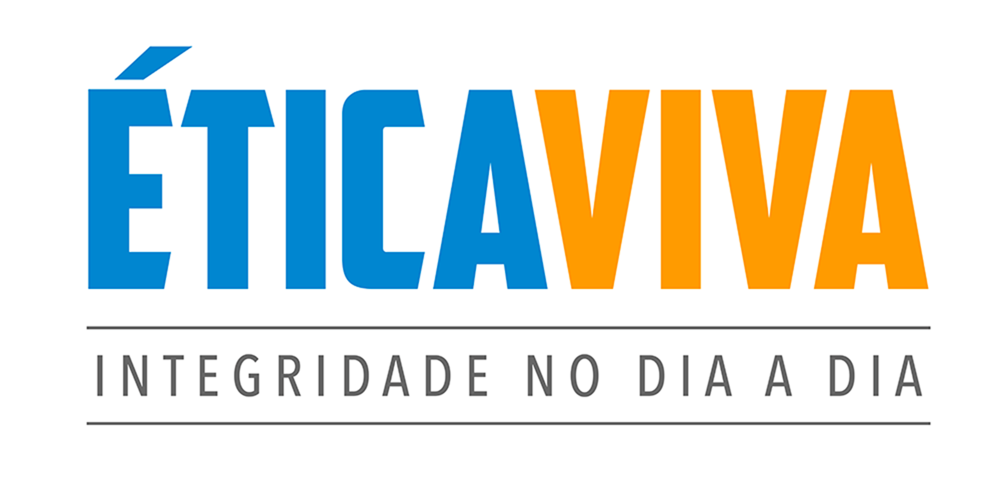 ÉTICAVIVA
INTEGRIDADE NO DIA A DIA